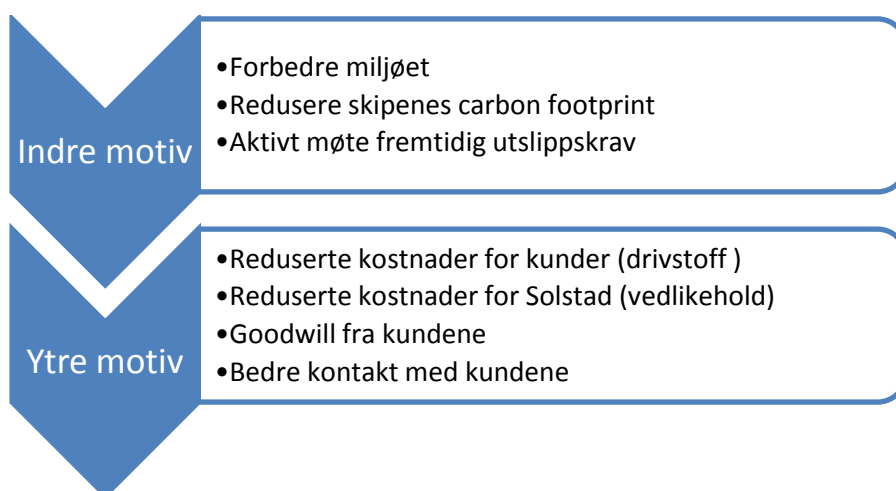 Indre motiv
•Forbedre miljøet
•Redusere skipenes carbon footprint
•Aktivt møte fremtidig utslippskrav
Ytre motiv
•Reduserte kostnader for kunder (drivstoff )
•Reduserte kostnader for Solstad (vedlikehold)
•Goodwill fra kundene
•Bedre kontakt med kundene